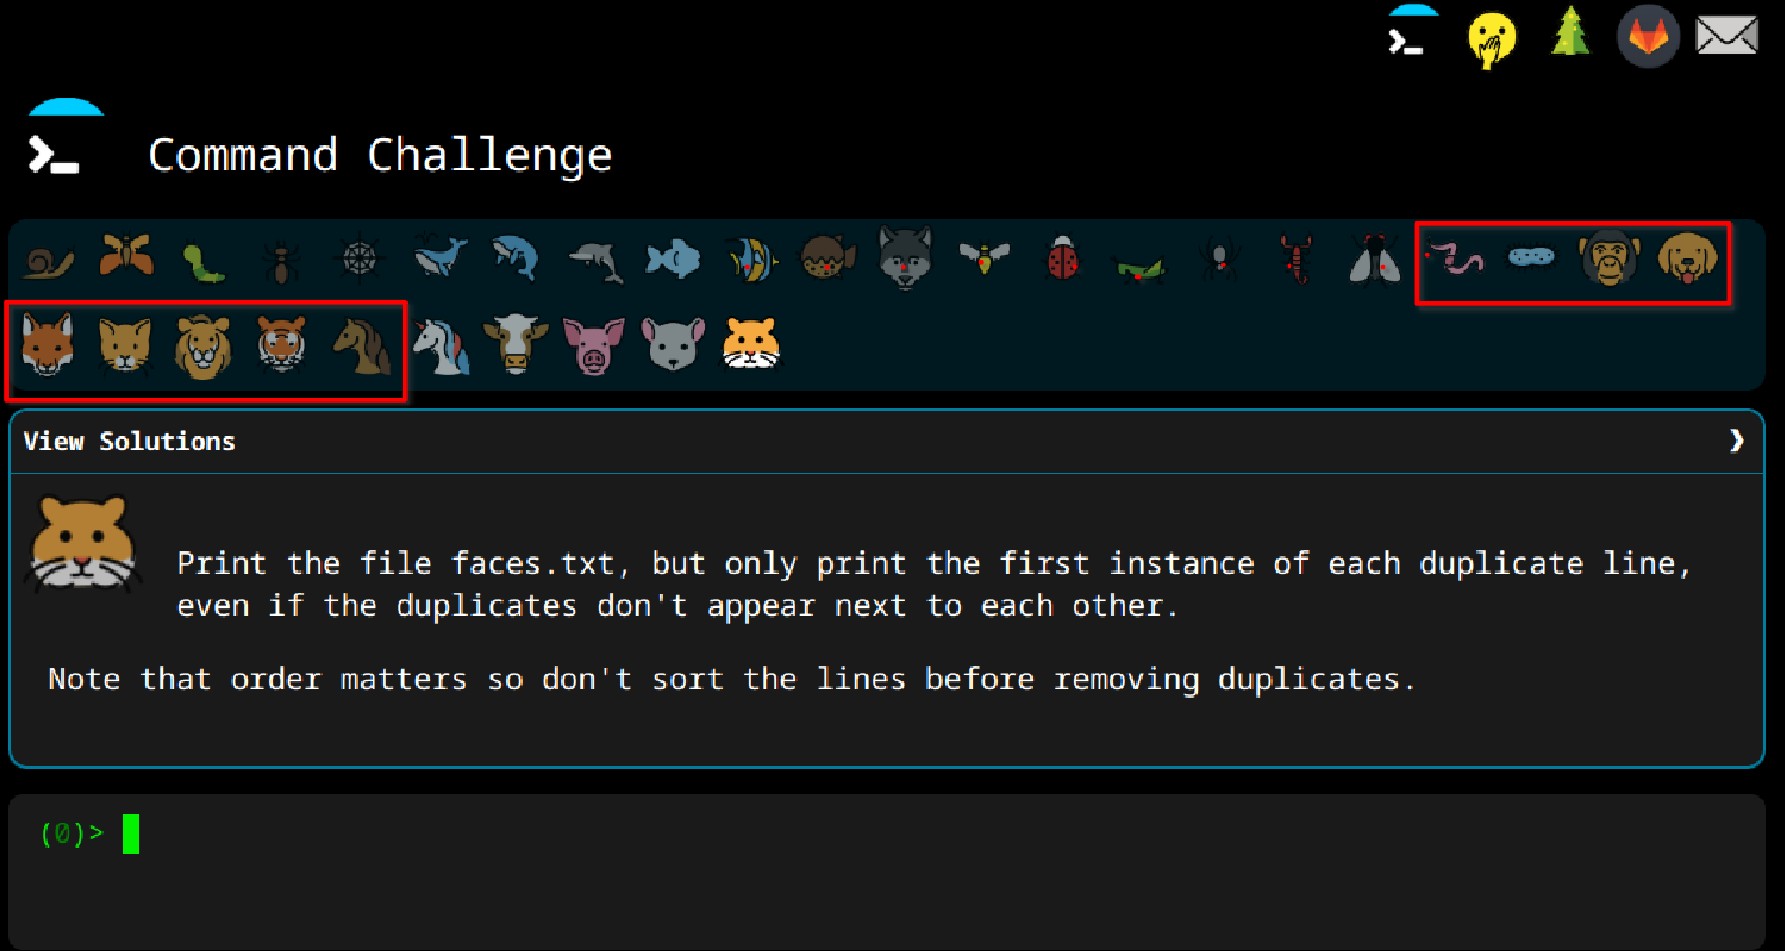 Command Challenge
View Solutions
Print the file faces.txt, but only print the first instance of each duplicate line,
even if the duplicates don't appear next to each other.
Note that order matters so don't sort the lines before removing duplicates.
(0)>